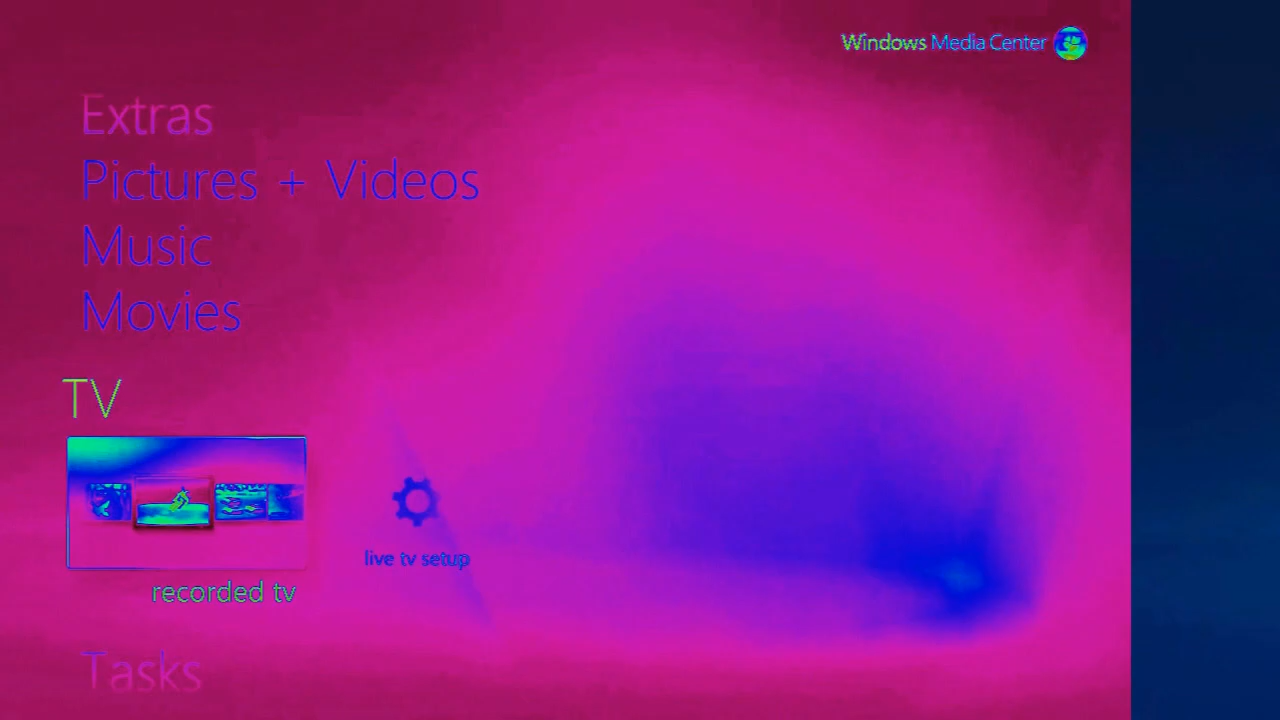 Windows Media Center
Extras
Pictures + Videos
Music
Movies
TV
live tv setup
recorded tv
Tasks